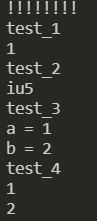 !!!!!!!!
test_1
1
test_2
iu5
test_3
a = 1
b = 2
test_4
1
2